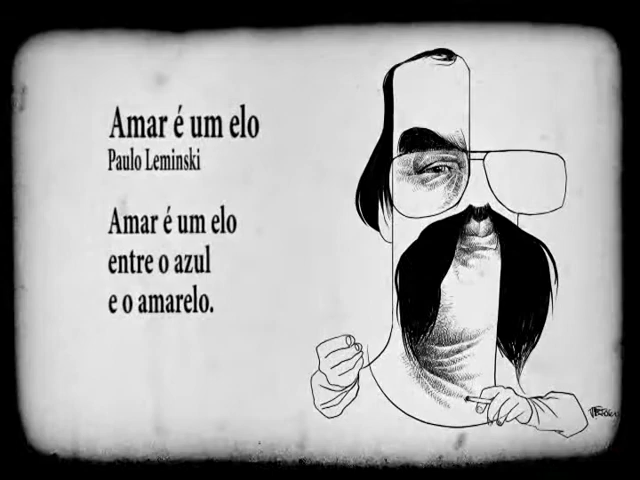 Amar é um elo
Paulo Leminski
Amar é um elo
entre o azul
e o amarelo.